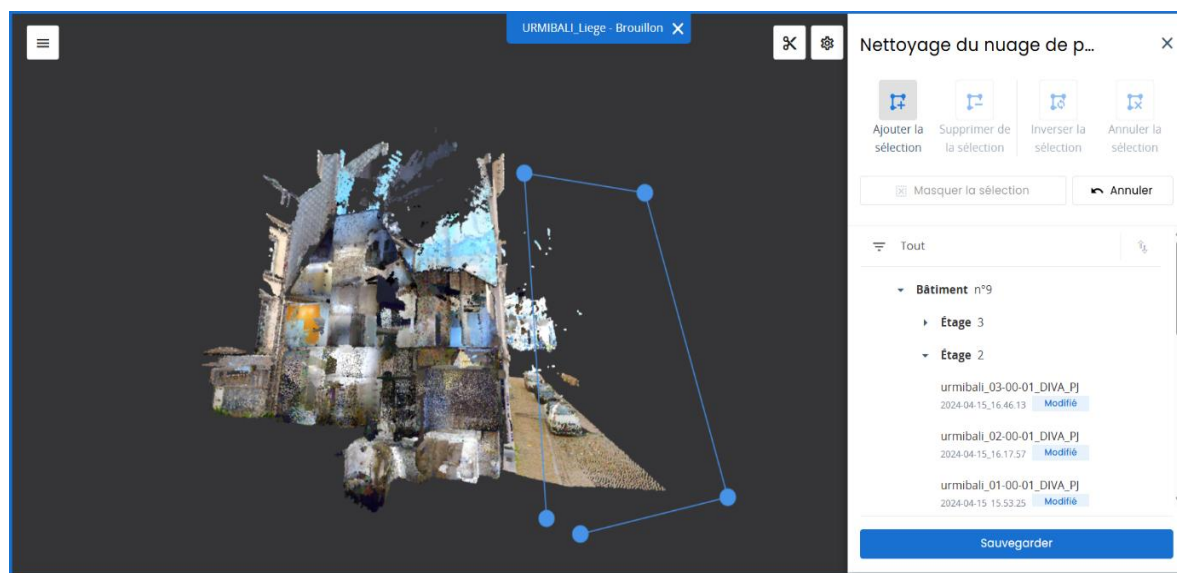 URMIBALI_Liege - Brouillon
Nettoyage du nuage de p...
Ajouter la
sélection
Supprimer de
la sélection
Inverser la
sélection
Annuler la
sélection
Masquer la sélection
Annuler
Tout
Bâtiment n°9
Étage 3
Étage 2
urmibali_03-00-01_DIVA_PJ
2024-04-15_16.46.13 Modifié
urmibali_02-00-01_DIVA_PJ
2024-04-15_16.17.57 Modifié
urmibali_01-00-01_DIVA_PJ
2024-04-15 15.53.25 Modifié
Sauvegarder